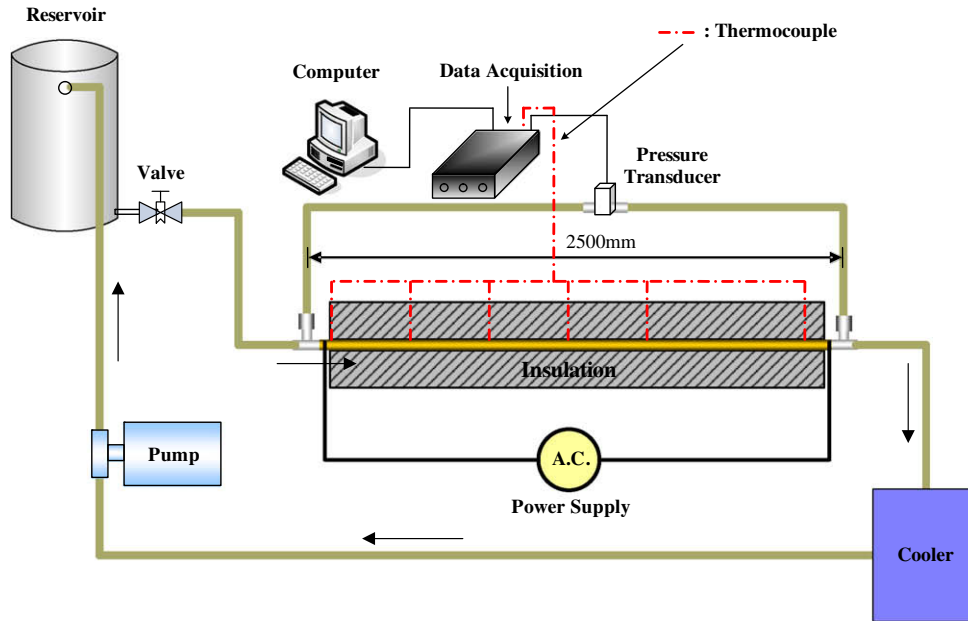 Reservoir
: Thermocouple
Computer
Data Acquisition
Valve
Pressure
Transducer
2500mm
Insulation
Pump
A.C.
Power Supply
Cooler